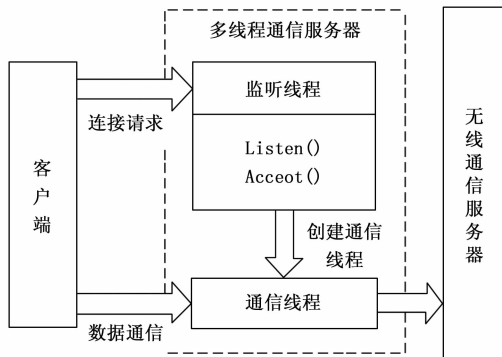 多线程通信服务器
监听线程
连接请求
Listen()
Acceot()
客户端
无线通信服务器
创建通信
线程
通信线程
数据通信